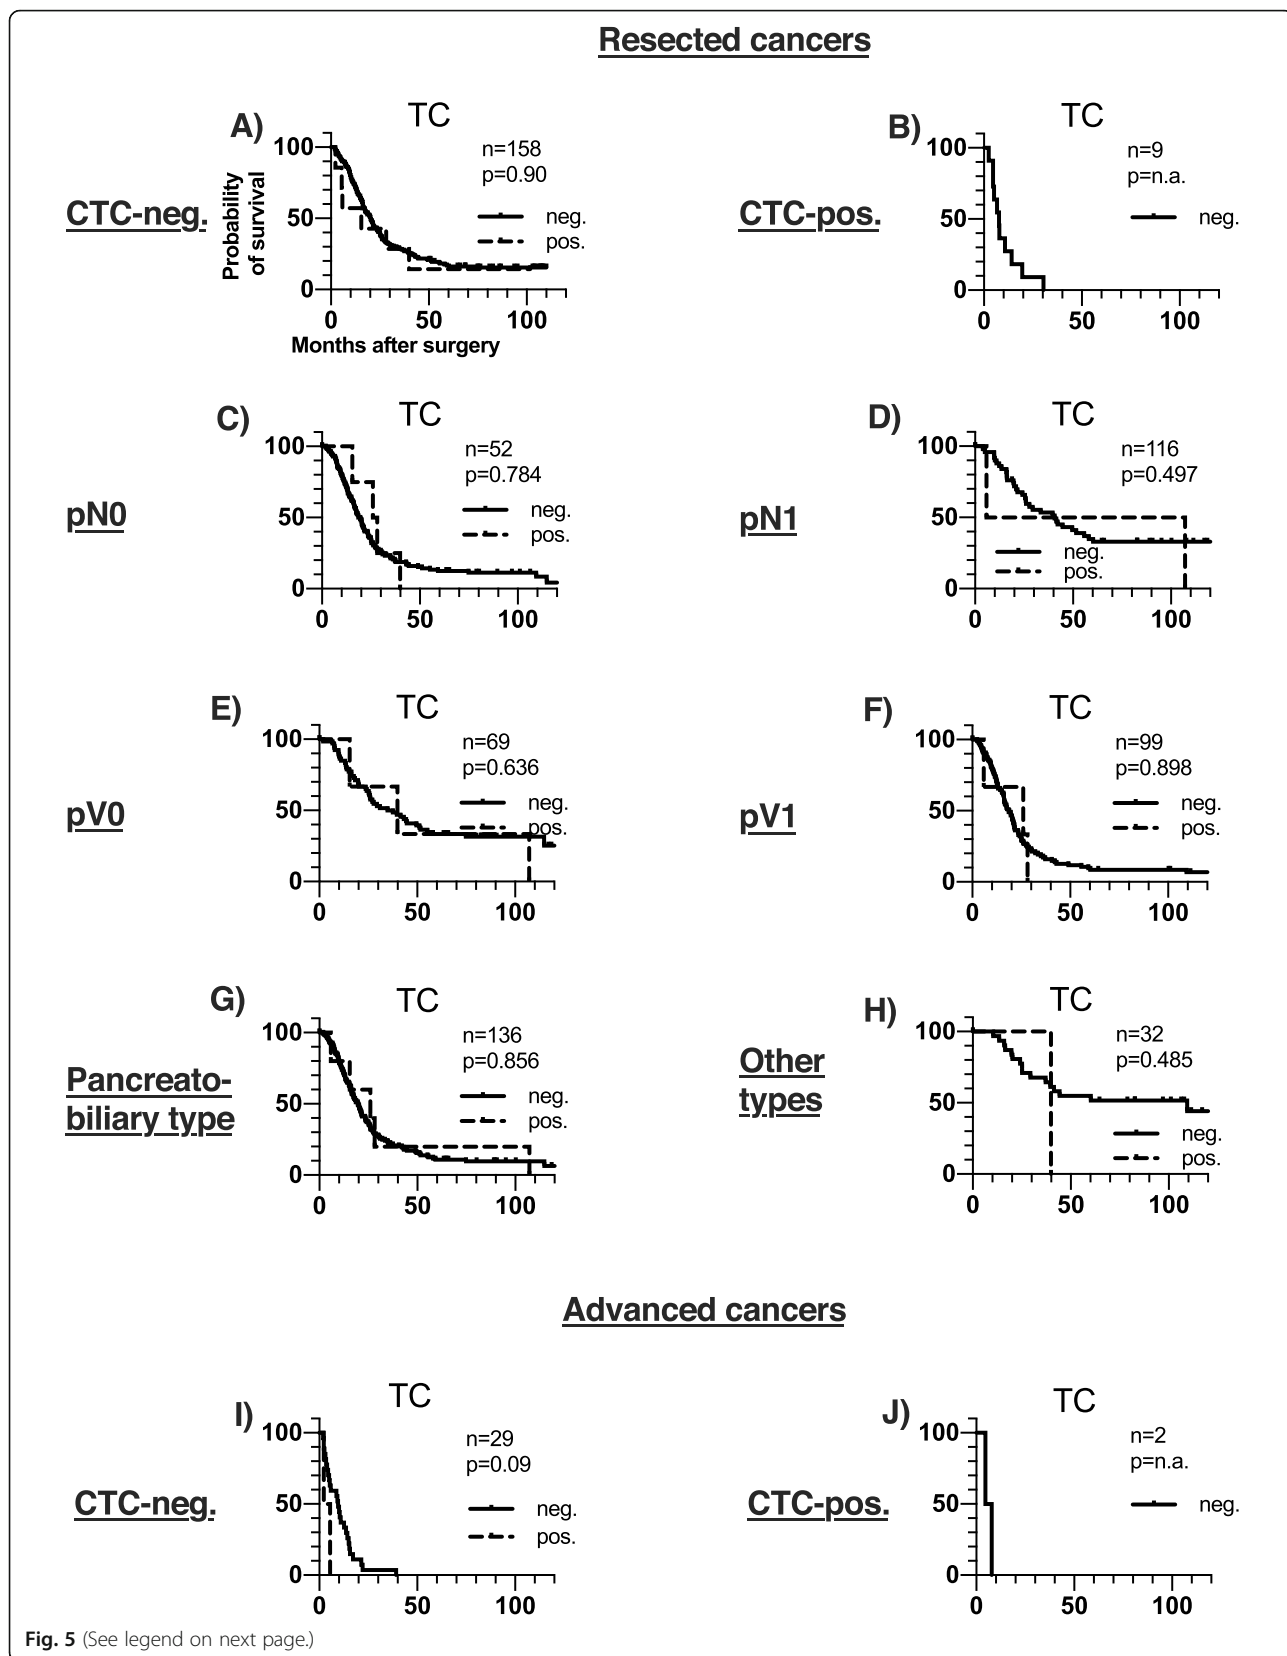 Resected cancers
A)
TC
100
50
0
0 50 100
Probability
of survival
Months after surgery
n=158
p=0.90
neg.
pos.
CTC-neg.
B)
TC
100
50
0
0 50 100
n=9
p=n.a.
neg.
CTC-pos.
C)
TC
100
50
0
0 50 100
n=52
p=0.784
neg.
pos.
pN0
D)
TC
100
50
0
0 50 100
n=116
p=0.497
neg.
pos.
pN1
E)
TC
100
50
0
0 50 100
n=69
p=0.636
neg.
pos.
pV0
F)
TC
100
50
0
0 50 100
n=99
p=0.898
neg.
pos.
pV1
G)
TC
100
50
0
0 50 100
n=136
p=0.856
neg.
pos.
Pancreato-
biliary type
H)
TC
100
50
0
0 50 100
n=32
p=0.485
neg.
pos.
Other
types
Advanced cancers
I)
TC
100
50
0
0 50 100
n=29
p=0.09
neg.
pos.
CTC-neg.
J)
TC
100
50
0
0 50 100
n=2
p=n.a.
neg.
CTC-pos.
Fig. 5 (See legend on next page.)